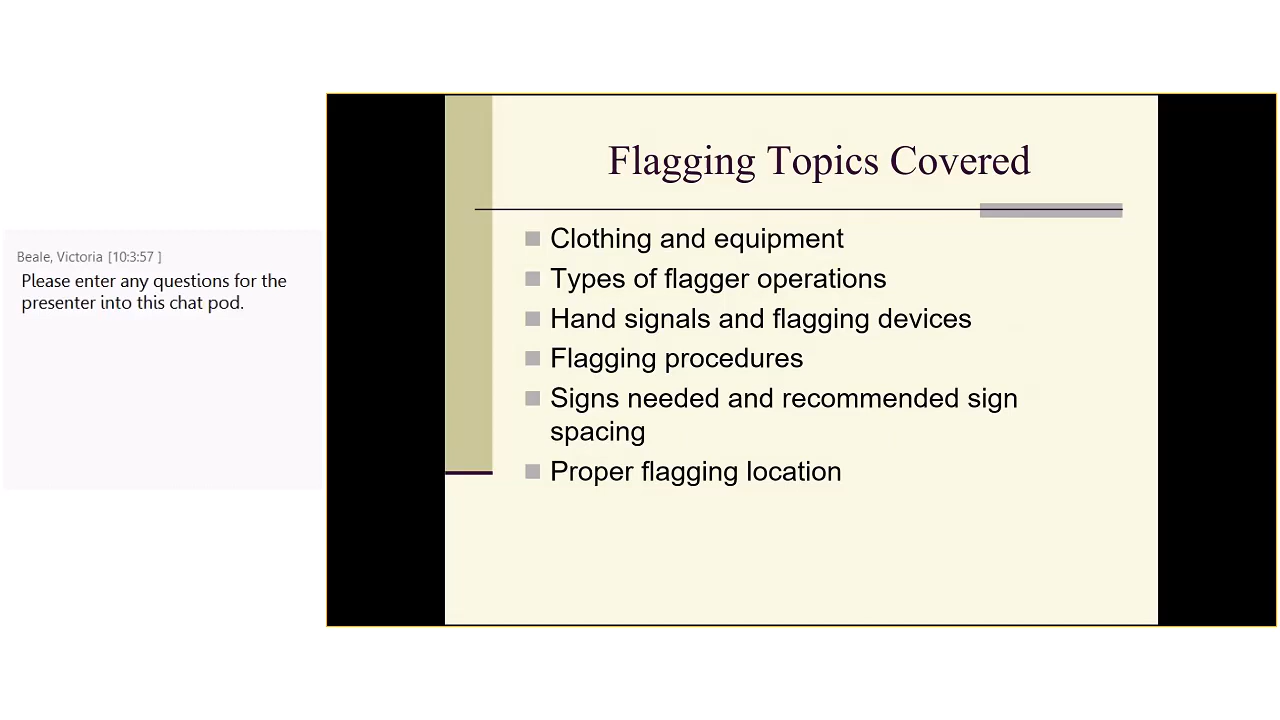 Beale, Victoria [10:3:57 ]
Please enter any questions for the
presenter into this chat pod.
Flagging Topics Covered
Clothing and equipment
Types of flagger operations
Hand signals and flagging devices
Flagging procedures
Signs needed and recommended sign
spacing
Proper flagging location